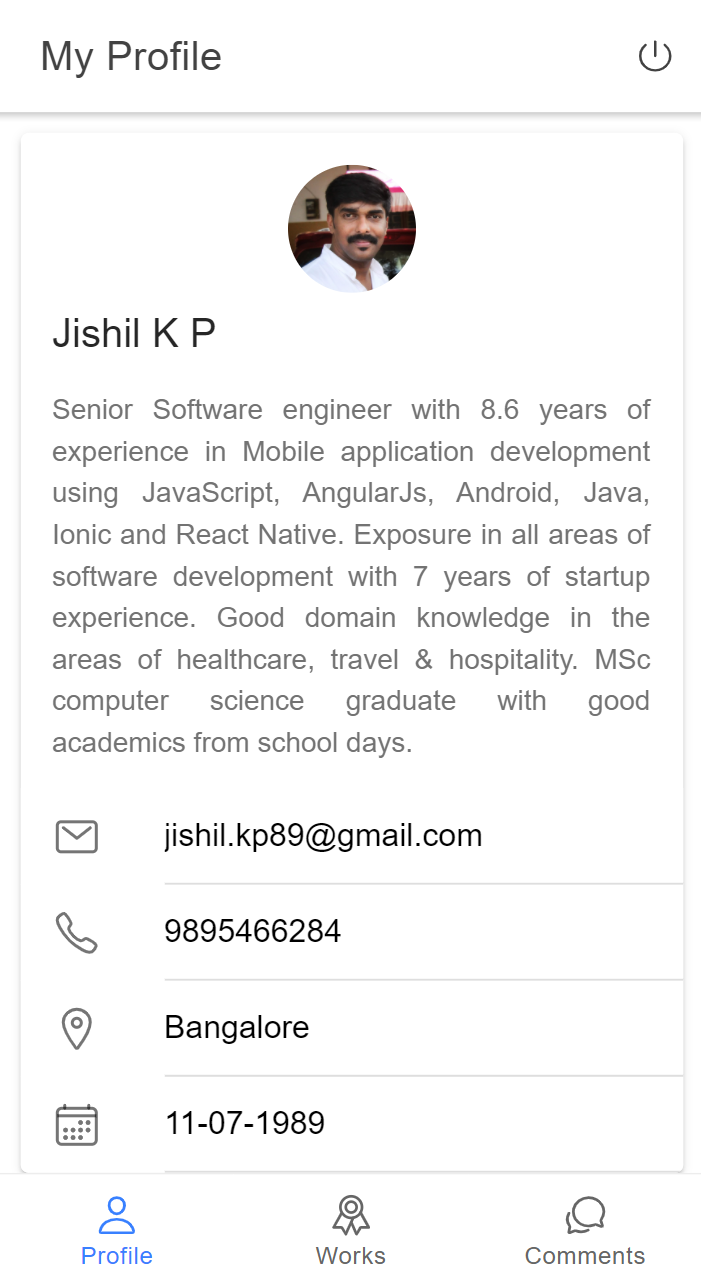 My Profile
Jishil K P
Senior Software engineer with 8.6 years of
experience in Mobile application development
using JavaScript, AngularJs, Android, Java,
Ionic and React Native. Exposure in all areas of
software development with 7 years of startup
experience. Good domain knowledge in the
areas of healthcare, travel & hospitality. MSc
computer science graduate with good
academics from school days.
jishil.kp89@gmail.com
9895466284
Bangalore
11-07-1989
Profile
Works
Comments